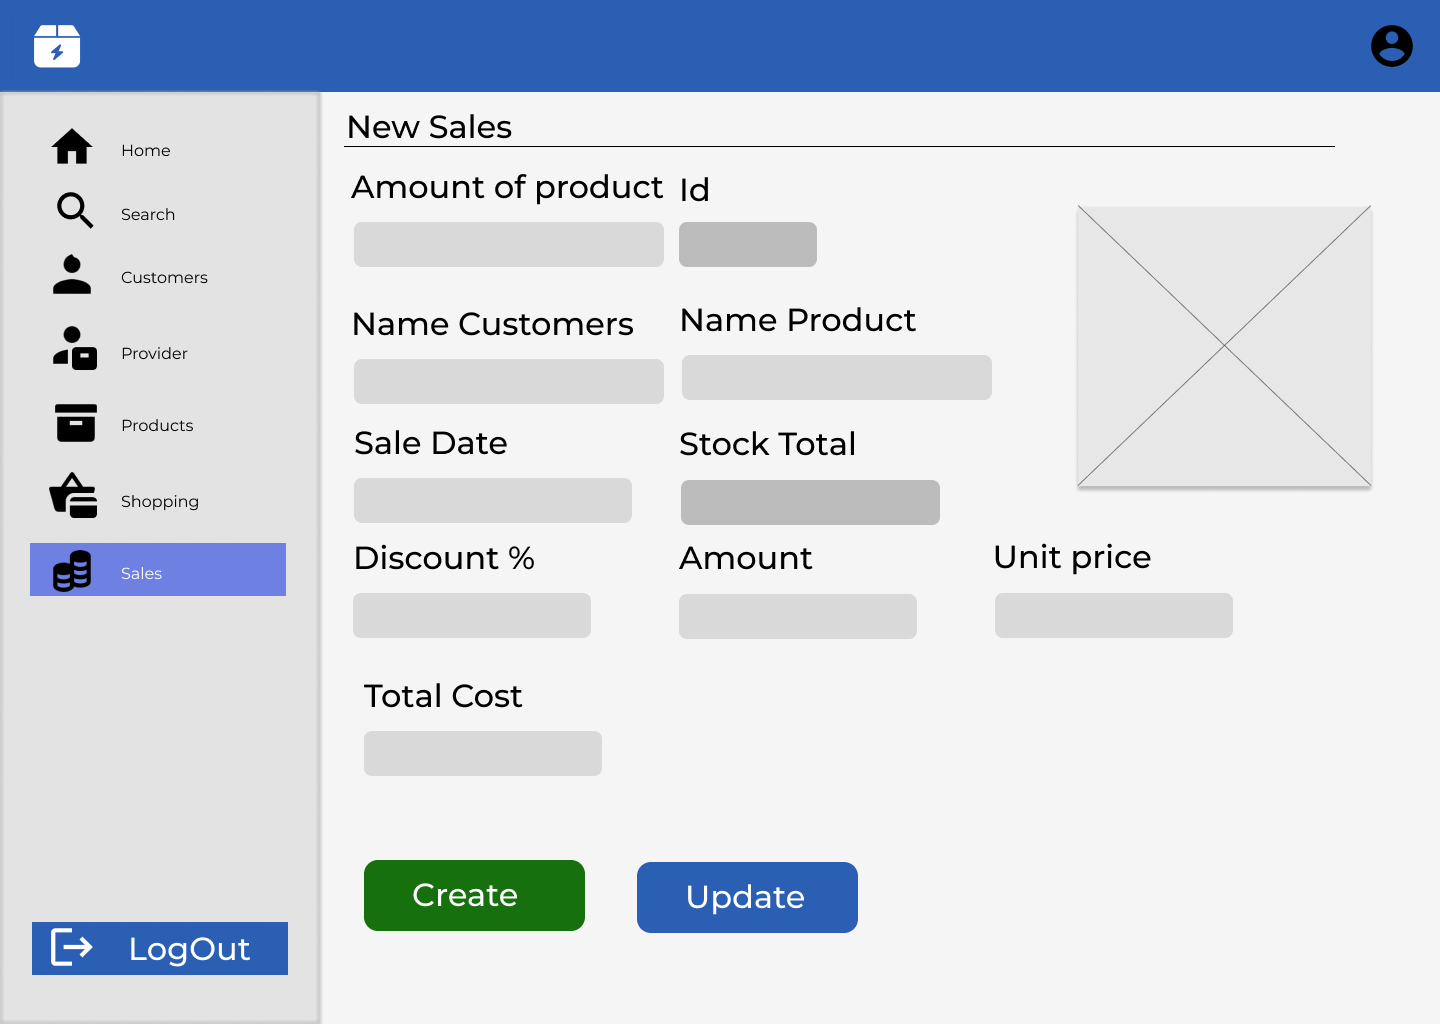 Home
Search
Customers
Provider
Products
Shopping
Sales
LogOut
New Sales
Amount of product Id
Name Customers Name Product
Sale Date Stock Total
Discount % Amount Unit price
Total Cost
Create Update